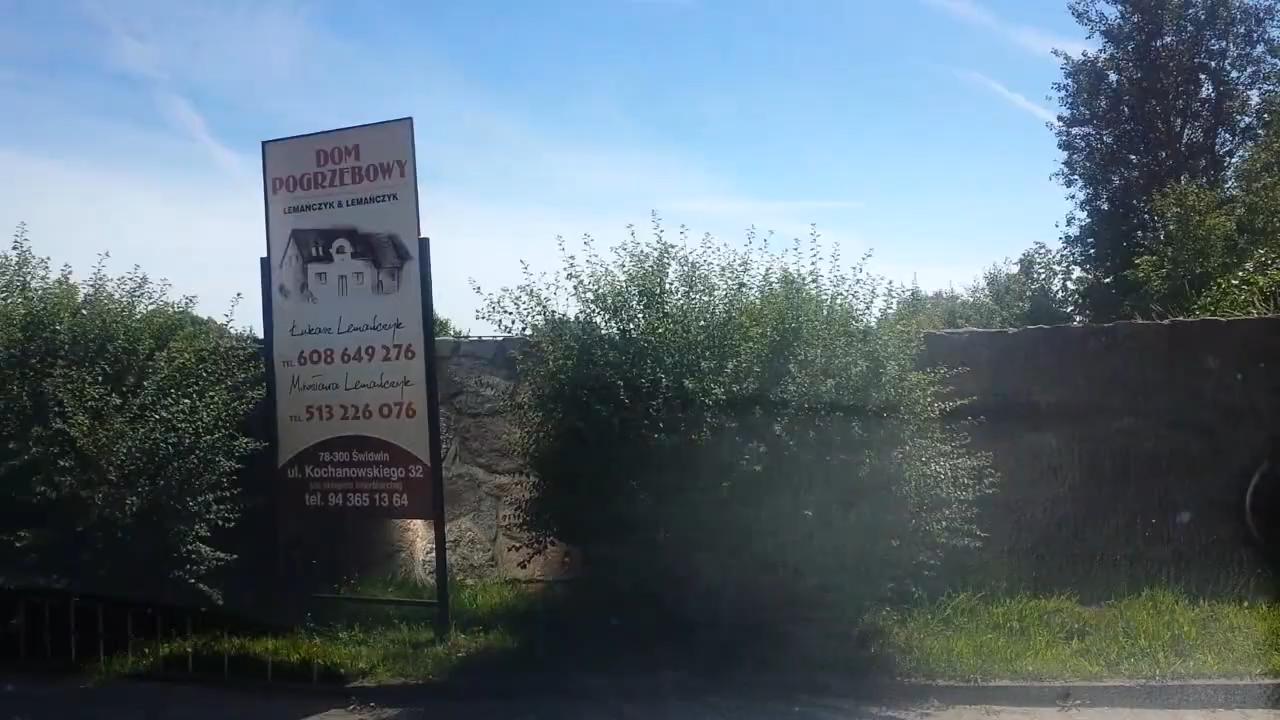 DOM
POGRZEBOWY
LEMAŃCZYK & LEMAŃCZYK
Łukasz Lemańczyk
TEL 608 649 276
Mirosława Lemańczyk
TEL 513 226 076
78-300 Świdwin
ul. Kochanowskiego 32
tel. 94 365 13 64